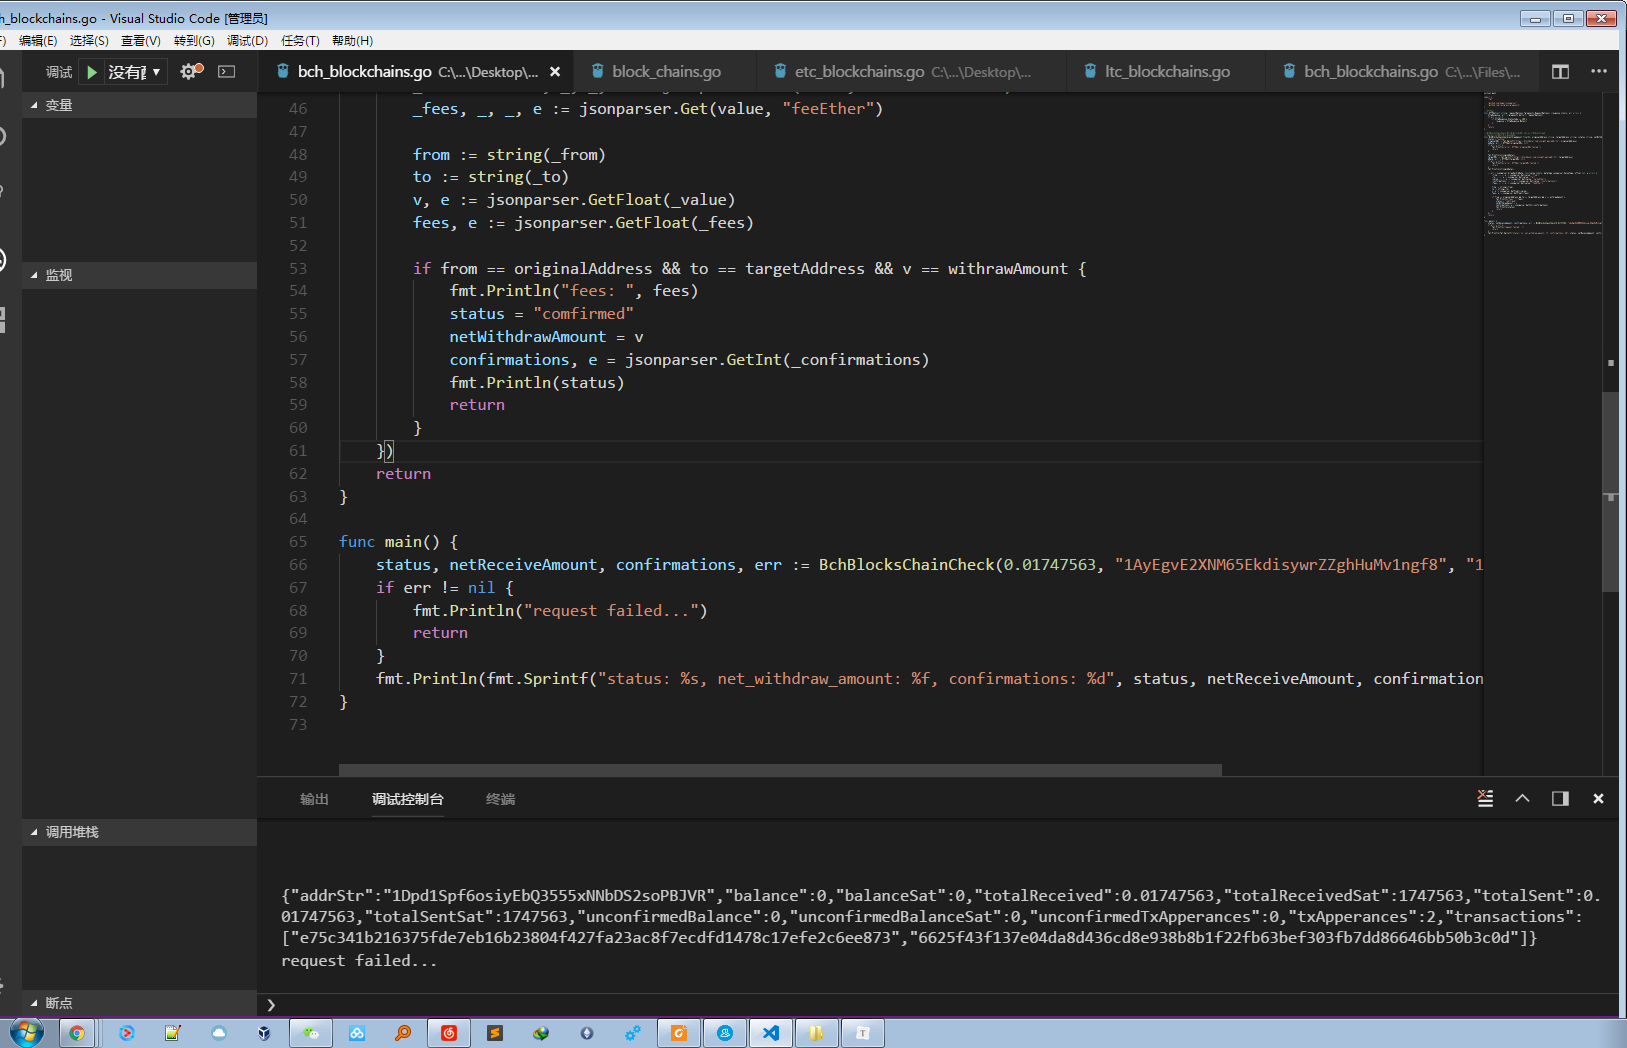 h_blockchains.go - Visual Studio Code [管理员]
F) 编辑(E) 选择(S) 查看(V) 转到(G) 调试(D) 任务(T) 帮助(H)
调试 没有 bch_blockchains.go C:\...\Desktop\... block_chains.go etc_blockchains.go C:\...\Desktop\... ltc_blockchains.go bch_blockchains.go C:\...\Files\...
变量
监视
调用堆栈
断点
46 _fees, _, _, e := jsonparser.Get(value, "feeEther")
47
48 from := string(_from)
49 to := string(_to)
50 v, e := jsonparser.GetFloat(_value)
51 fees, e := jsonparser.GetFloat(_fees)
52
53 if from == originalAddress && to == targetAddress && v == withrawAmount {
54 fmt.Println("fees: ", fees)
55 status = "comfirmed"
56 netWithdrawAmount = v
57 confirmations, e = jsonparser.GetInt(_confirmations)
58 fmt.Println(status)
59 return
60 }
61 })
62 return
63 }
64
65 func main() {
66 status, netReceiveAmount, confirmations, err := BchBlocksChainCheck(0.01747563, "1AyEgvE2XNM65EkdisywrZZghHuMv1ngf8", "1
67 if err != nil {
68 fmt.Println("request failed...")
69 return
70 }
71 fmt.Println(fmt.Sprintf("status: %s, net_withdraw_amount: %f, confirmations: %d", status, netReceiveAmount, confirmation
72 }
73
输出 调试控制台 终端
{"addrStr":"1Dpd1Spf6osiyEbQ3555xNNbDS2soPBJVR","balance":0,"balanceSat":0,"totalReceived":0.01747563,"totalReceivedSat":1747563,"totalSent":0.
01747563,"totalSentSat":1747563,"unconfirmedBalance":0,"unconfirmedBalanceSat":0,"unconfirmedTxApperances":0,"txApperances":2,"transactions":
["e75c341b216375fde7eb16b23804f427fa23ac8f7ecdfd1478c17efe2c6ee873","6625f43f137e04da8d436cd8e938b8b1f22fb63bef303fb7dd86646bb50b3c0d"]}
request failed...